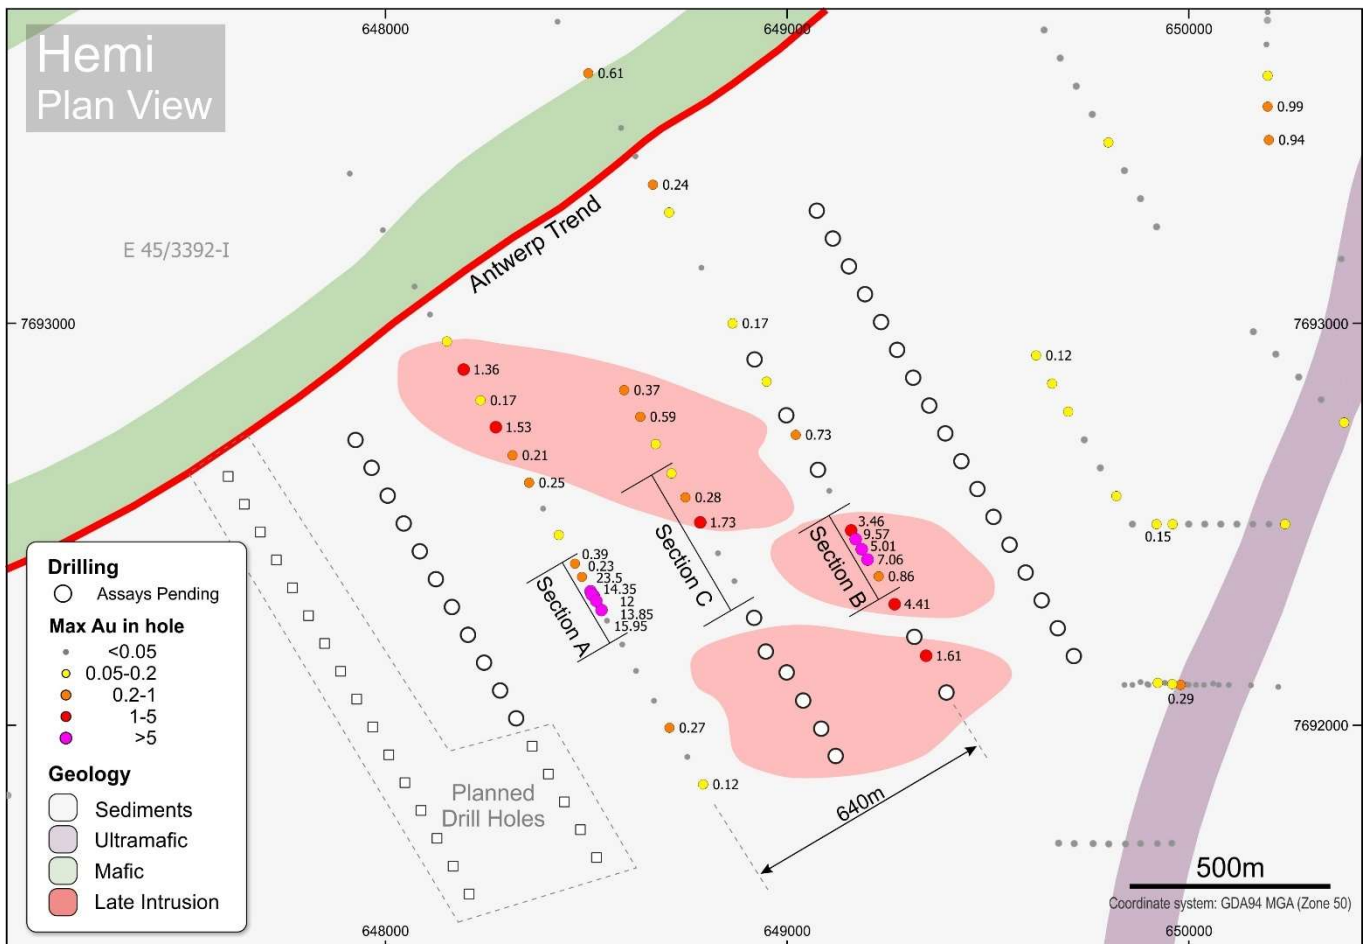 648000
649000
650000
Hemi
Plan View
0.61
0.99
0.94
0.24
Antwerp Trend
E 45/3392-I
7693000
7693000
0.17
0.12
1.36
0.37
0.17
0.59
1.53
0.73
0.21
0.25
0.28
1.73
3.46
9.57
5.01
7.06
0.86
4.41
0.15
Section A
Section C
Section B
0.39
0.23
23.5
14.35
12
13.85
15.95
1.61
0.29
0.27
7692000
0.12
640m
Planned
Drill Holes
Drilling
Assays Pending
Max Au in hole
<0.05
0.05-0.2
0.2-1
1-5
>5
Geology
Sediments
Ultramafic
Mafic
Late Intrusion
500m
Coordinate system: GDA94 MGA (Zone 50)
648000
649000
650000